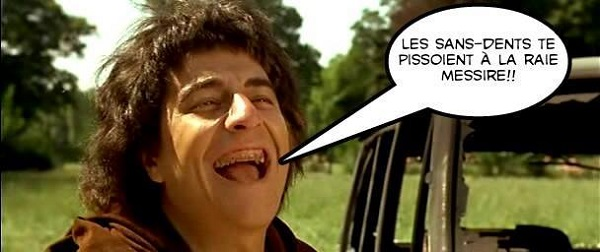 LES SANS-DENTS TE
PISSOIENT À LA RAIE
MESSIRE!!